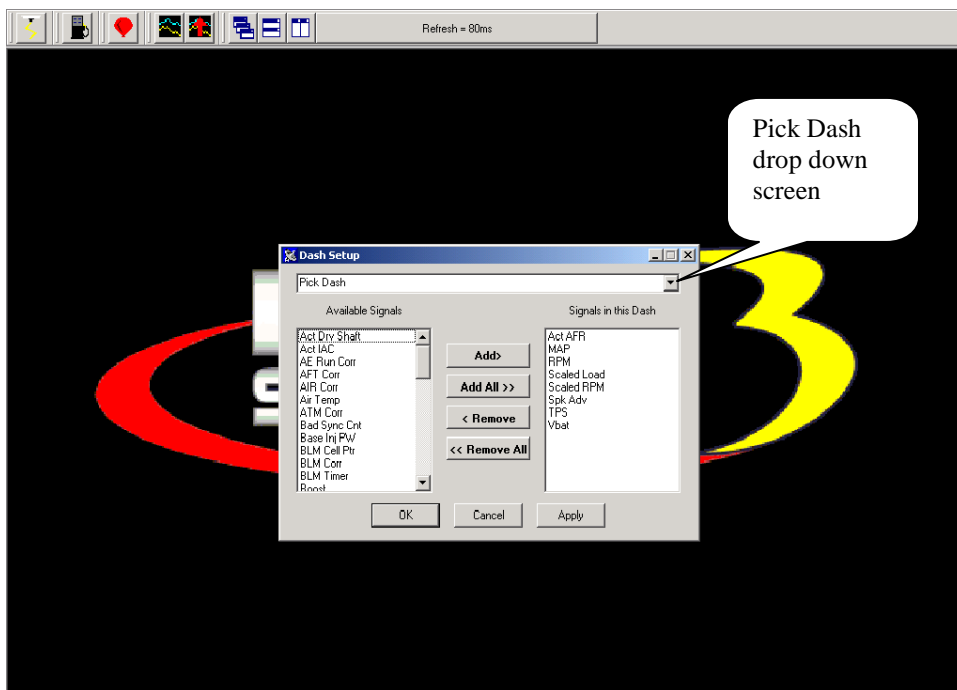 Refresh = 80ms
Pick Dash
drop down
screen
Dash Setup
Pick Dash
Available Signals
Signals in this Dash
Act Drv Shaft
Act IAC
AE Run Corr
AFT Corr
AIR Corr
Air Temp
ATM Corr
Bad Sync Cnt
Base Inj PW
BLM Cell Ptr
BLM Corr
BLM Timer
Boost
Add>
Add All >>
< Remove
<< Remove All
Act AFR
MAP
RPM
Scaled Load
Scaled RPM
Spk Adv
TPS
Vbat
OK
Cancel
Apply